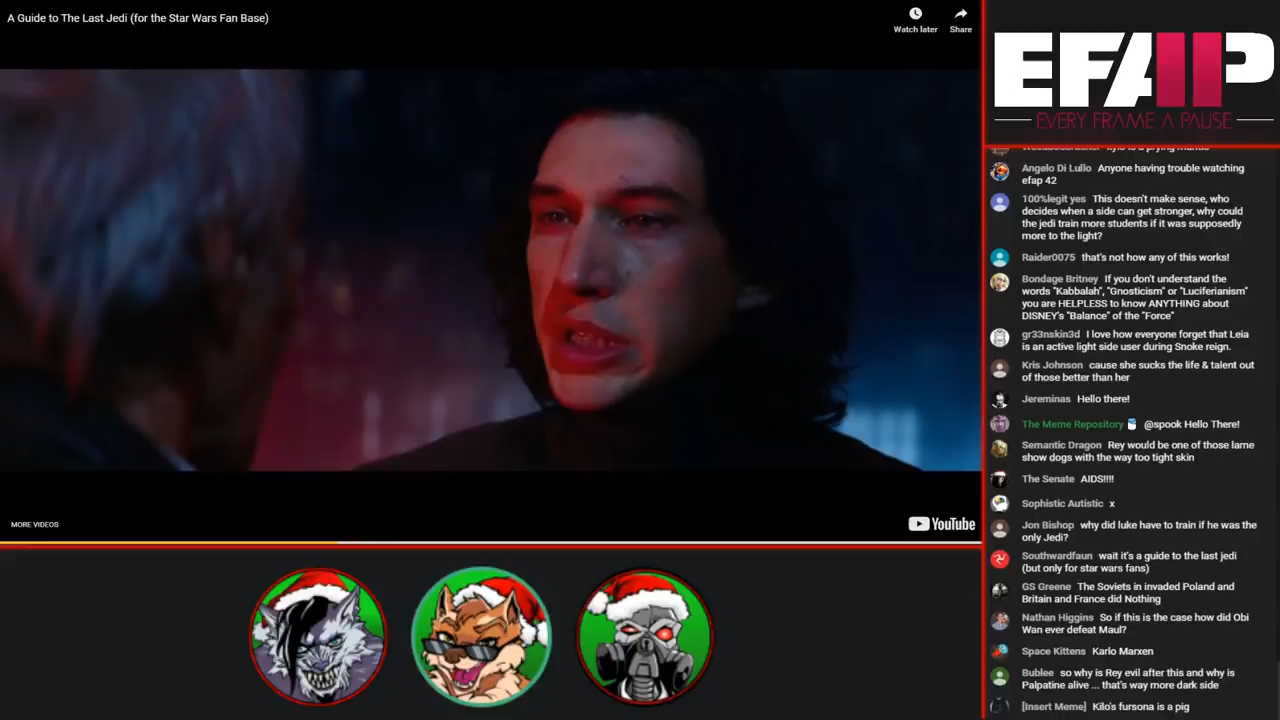 A Guide to The Last Jedi (for the Star Wars Fan Base)
Watch later
Share
MORE VIDEOS
YouTube
EFAP
EVERY FRAME A PAUSE
Angelo Di Lullo Anyone having trouble watching
efap 42
100%legit yes This doesn't make sense, who
decides when a side can get stronger, why could
the jedi train more students if it was supposedly
more to the light?
Raider0075 that's not how any of this works!
Bondage Britney If you don't understand the
words "Kabbalah", "Gnosticism" or "Luciferianism"
you are HELPLESS to know ANYTHING about
DISNEY's "Balance" of the "Force"
gr33nskin3d I love how everyone forget that Leia
is an active light side user during Snoke reign.
Kris Johnson cause she sucks the life & talent out
of those better than her
Jereminas Hello there!
The Meme Repository @spook Hello There!
Semantic Dragon Rey would be one of those lame
show dogs with the way too tight skin
The Senate AIDS!!!!
Sophistic Autistic x
Jon Bishop why did luke have to train if he was the
only Jedi?
Southwardfaun wait it's a guide to the last jedi
(but only for star wars fans)
GS Greene The Soviets in invaded Poland and
Britain and France did Nothing
Nathan Higgins So if this is the case how did Obi
Wan ever defeat Maul?
Space Kittens Karlo Marxen
Bublee so why is Rey evil after this and why is
Palpatine alive ... that's way more dark side
[Insert Meme] Kilo's fursona is a pig